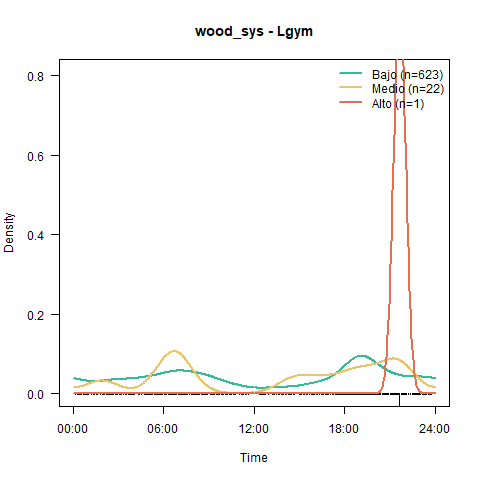 wood_sys - Lgym
Bajo (n=623)
Medio (n=22)
Alto (n=1)
Density
0.8
0.6
0.4
0.2
0.0
00:00 06:00 12:00 18:00 24:00
Time